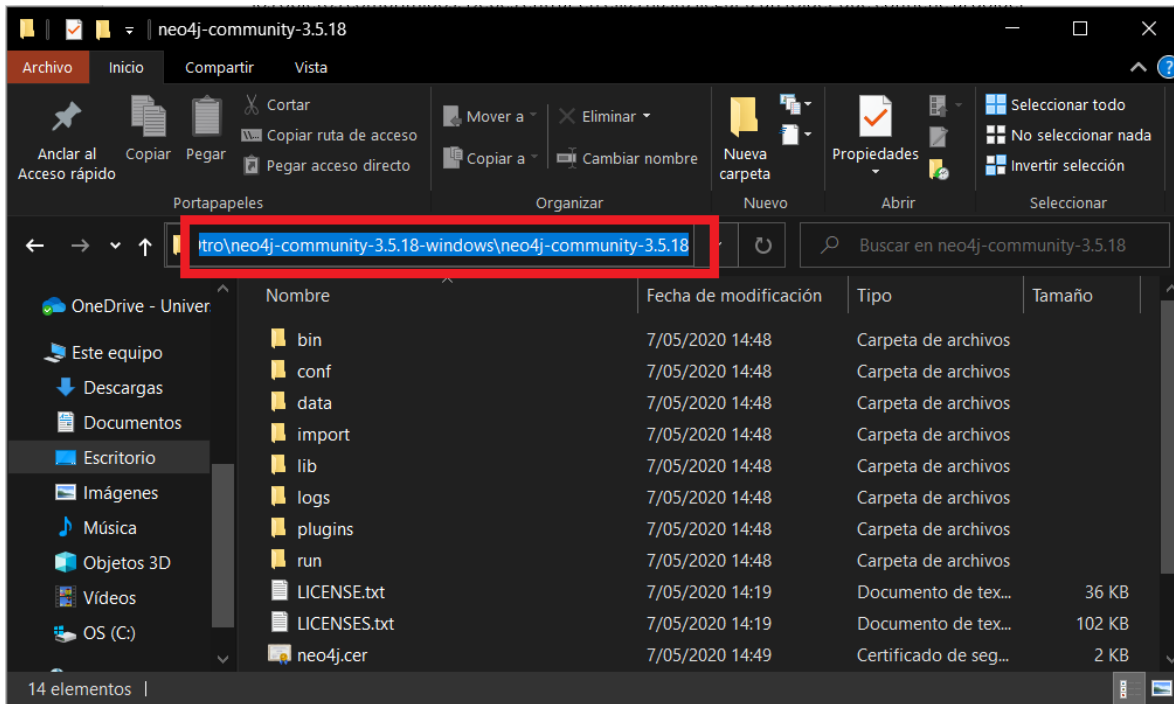 neo4j-community-3.5.18
Archivo Inicio Compartir Vista
Anclar al Acceso rápido
Copiar
Pegar
Cortar
Copiar ruta de acceso
Pegar acceso directo
Portapapeles
Mover a
Copiar a
Eliminar
Cambiar nombre
Organizar
Nueva carpeta
Nuevo
Propiedades
Abrir
Seleccionar todo
No seleccionar nada
Invertir selección
Seleccionar
\neo4j-community-3.5.18-windows\neo4j-community-3.5.18
Buscar en neo4j-community-3.5.18
OneDrive - Univer
Este equipo
Descargas
Documentos
Escritorio
Imágenes
Música
Objetos 3D
Vídeos
OS (C:)
Nombre Fecha de modificación Tipo Tamaño
bin 7/05/2020 14:48 Carpeta de archivos
conf 7/05/2020 14:48 Carpeta de archivos
data 7/05/2020 14:48 Carpeta de archivos
import 7/05/2020 14:48 Carpeta de archivos
lib 7/05/2020 14:48 Carpeta de archivos
logs 7/05/2020 14:48 Carpeta de archivos
plugins 7/05/2020 14:48 Carpeta de archivos
run 7/05/2020 14:48 Carpeta de archivos
LICENSE.txt 7/05/2020 14:19 Documento de tex... 36 KB
LICENSES.txt 7/05/2020 14:19 Documento de tex... 102 KB
neo4j.cer 7/05/2020 14:49 Certificado de seg... 2 KB
14 elementos